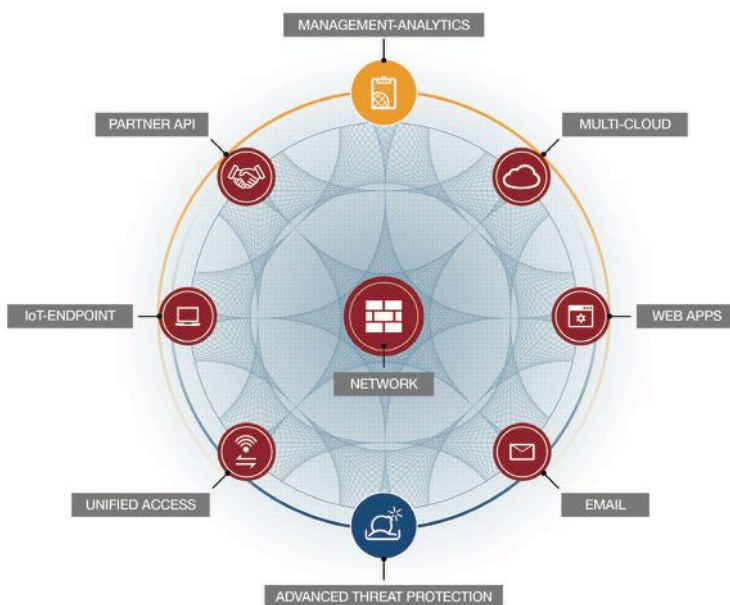 MANAGEMENT-ANALYTICS
PARTNER API
MULTI-CLOUD
IoT-ENDPOINT
WEB APPS
NETWORK
UNIFIED ACCESS
EMAIL
ADVANCED THREAT PROTECTION